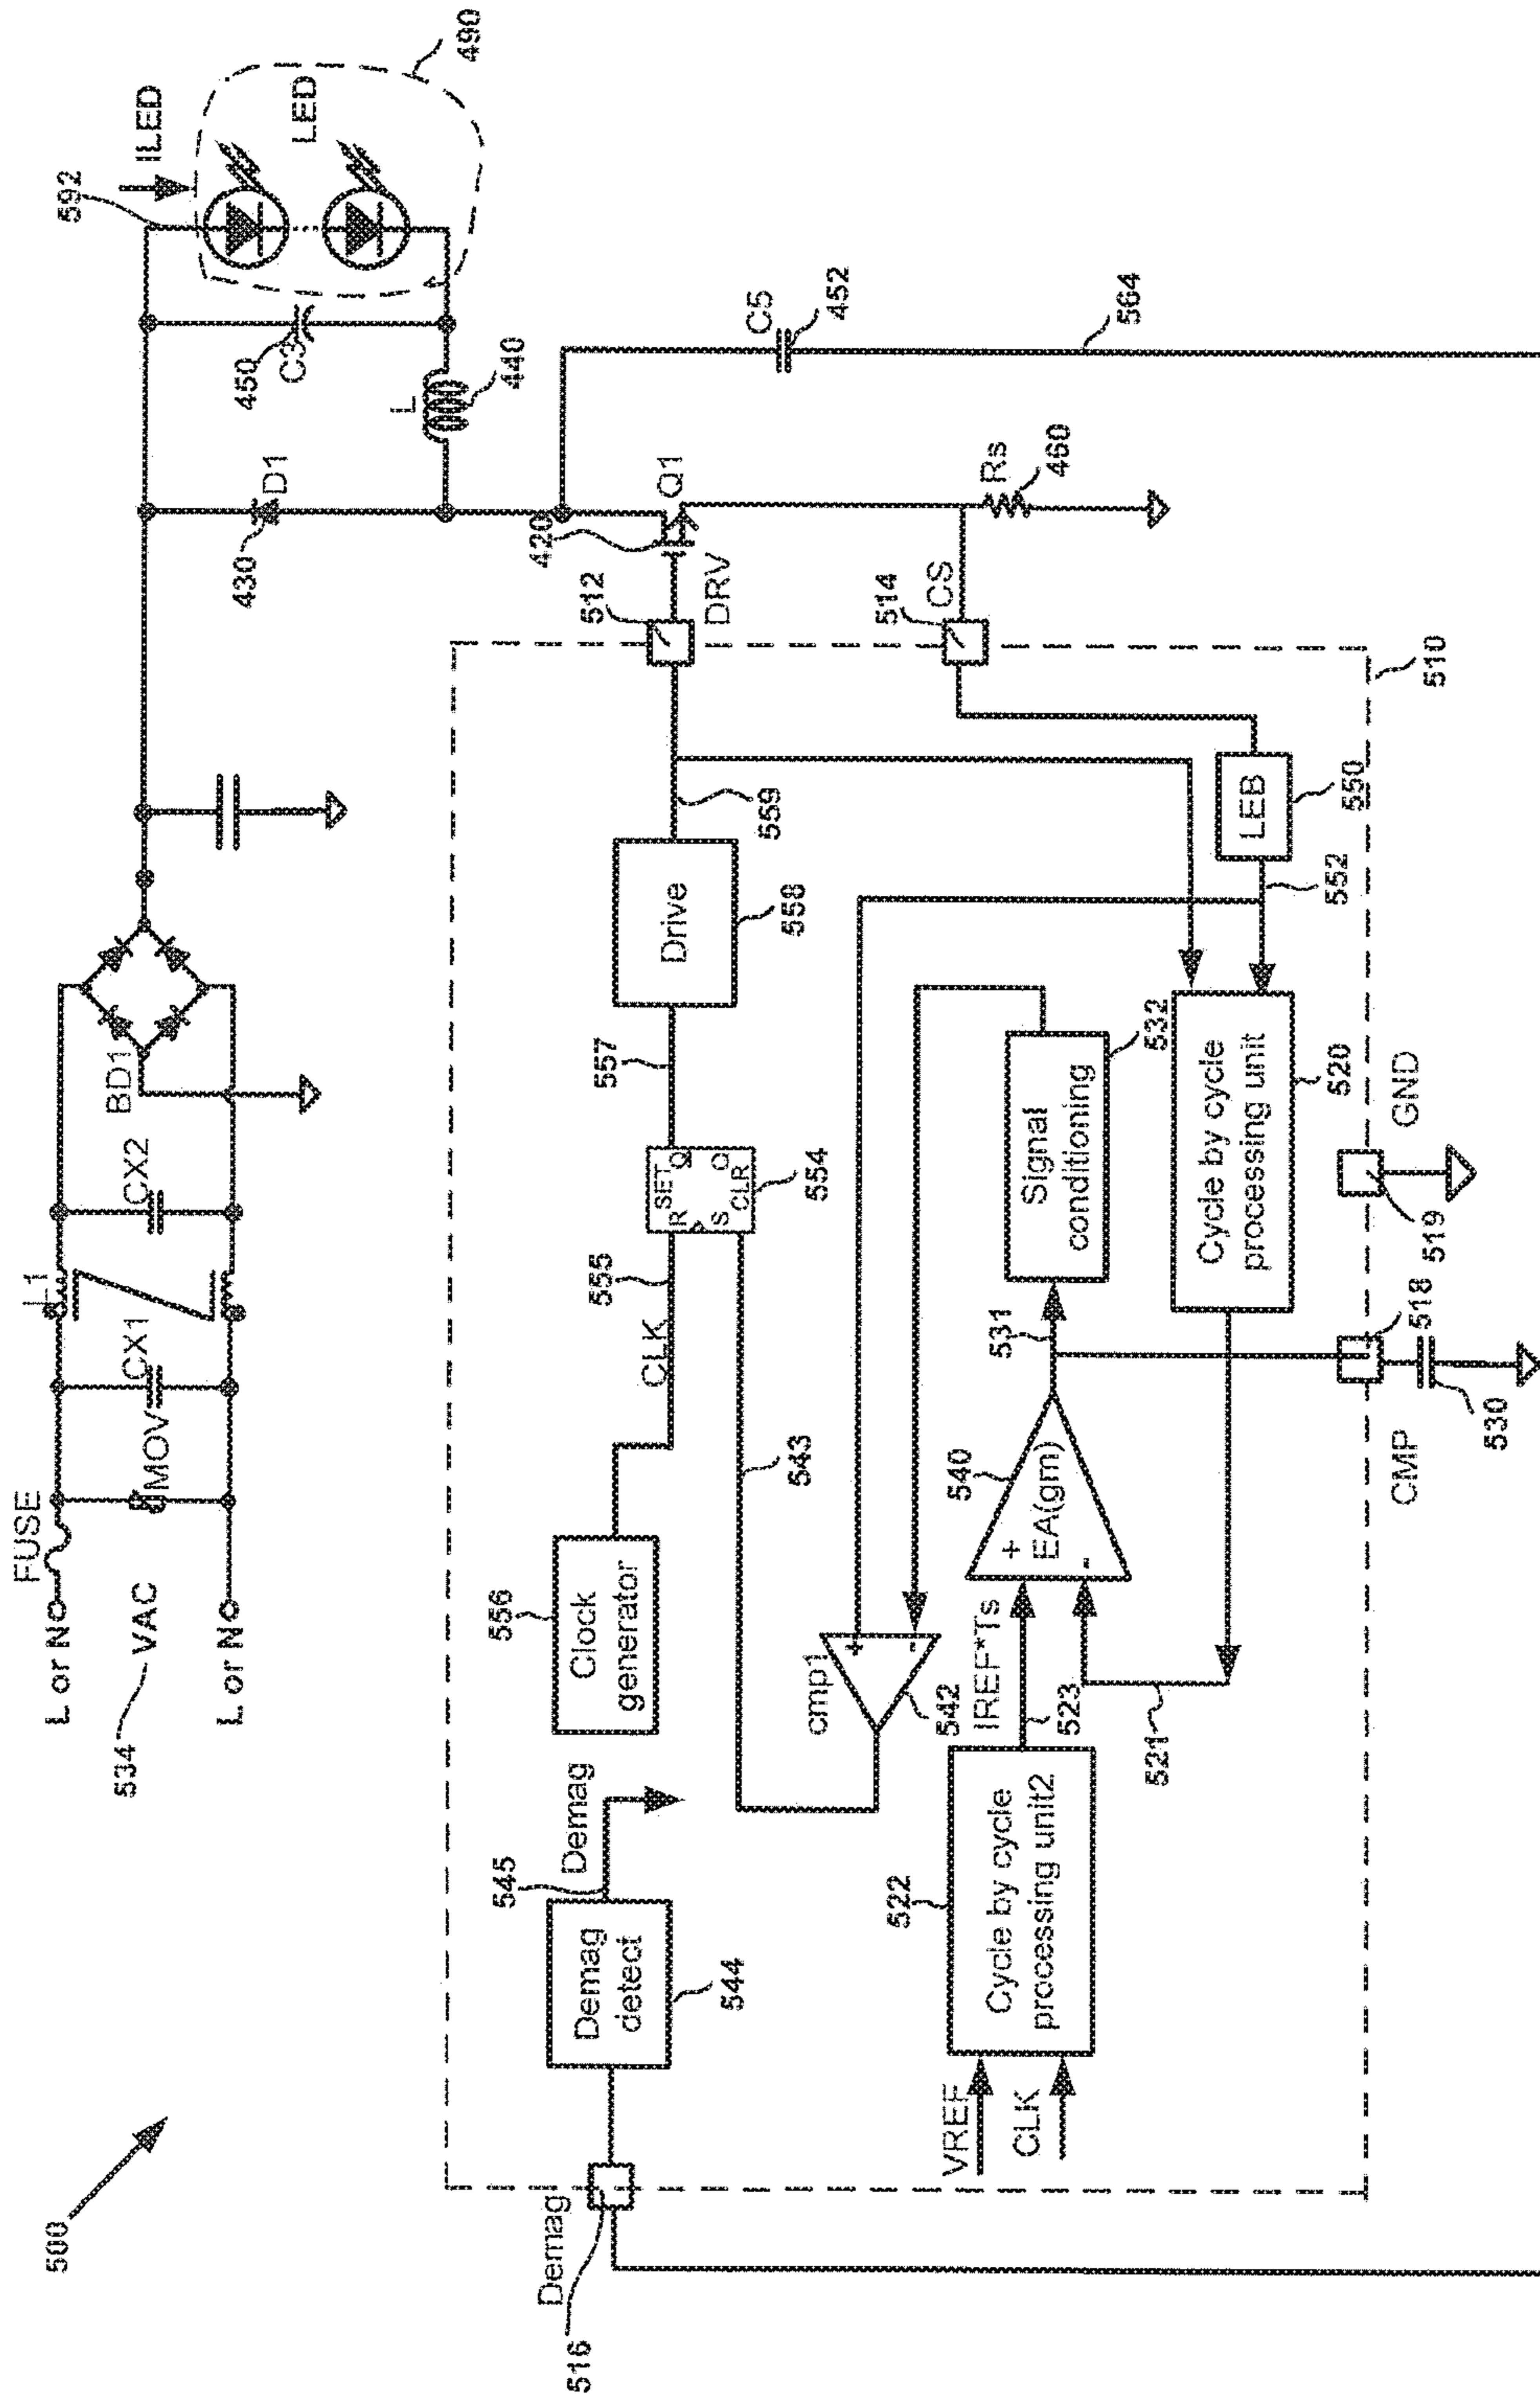 500
534
VAC
L or N
L or N
FUSE
MOV
CX1
L1
CX2
BD1
430
D1
450
C3
L
440
592
ILED
LED
490
420
Q1
C5
452
564
Rs
460
512
DRV
514
CS
510
516
Demag
Demag
detect
544
545
Demag
556
Clock
generator
CLK
555
SET
R
Q
S
Q
CLR
554
557
Drive
558
559
543
cmp1
+
-
542
VREF
CLK
522
Cycle by cycle
processing unit2
IREF*Ts
523
521
+
EA(gm)
-
540
531
Signal
conditioning
532
Cycle by cycle
processing unit
520
LEB
550
552
CMP
518
530
519
GND